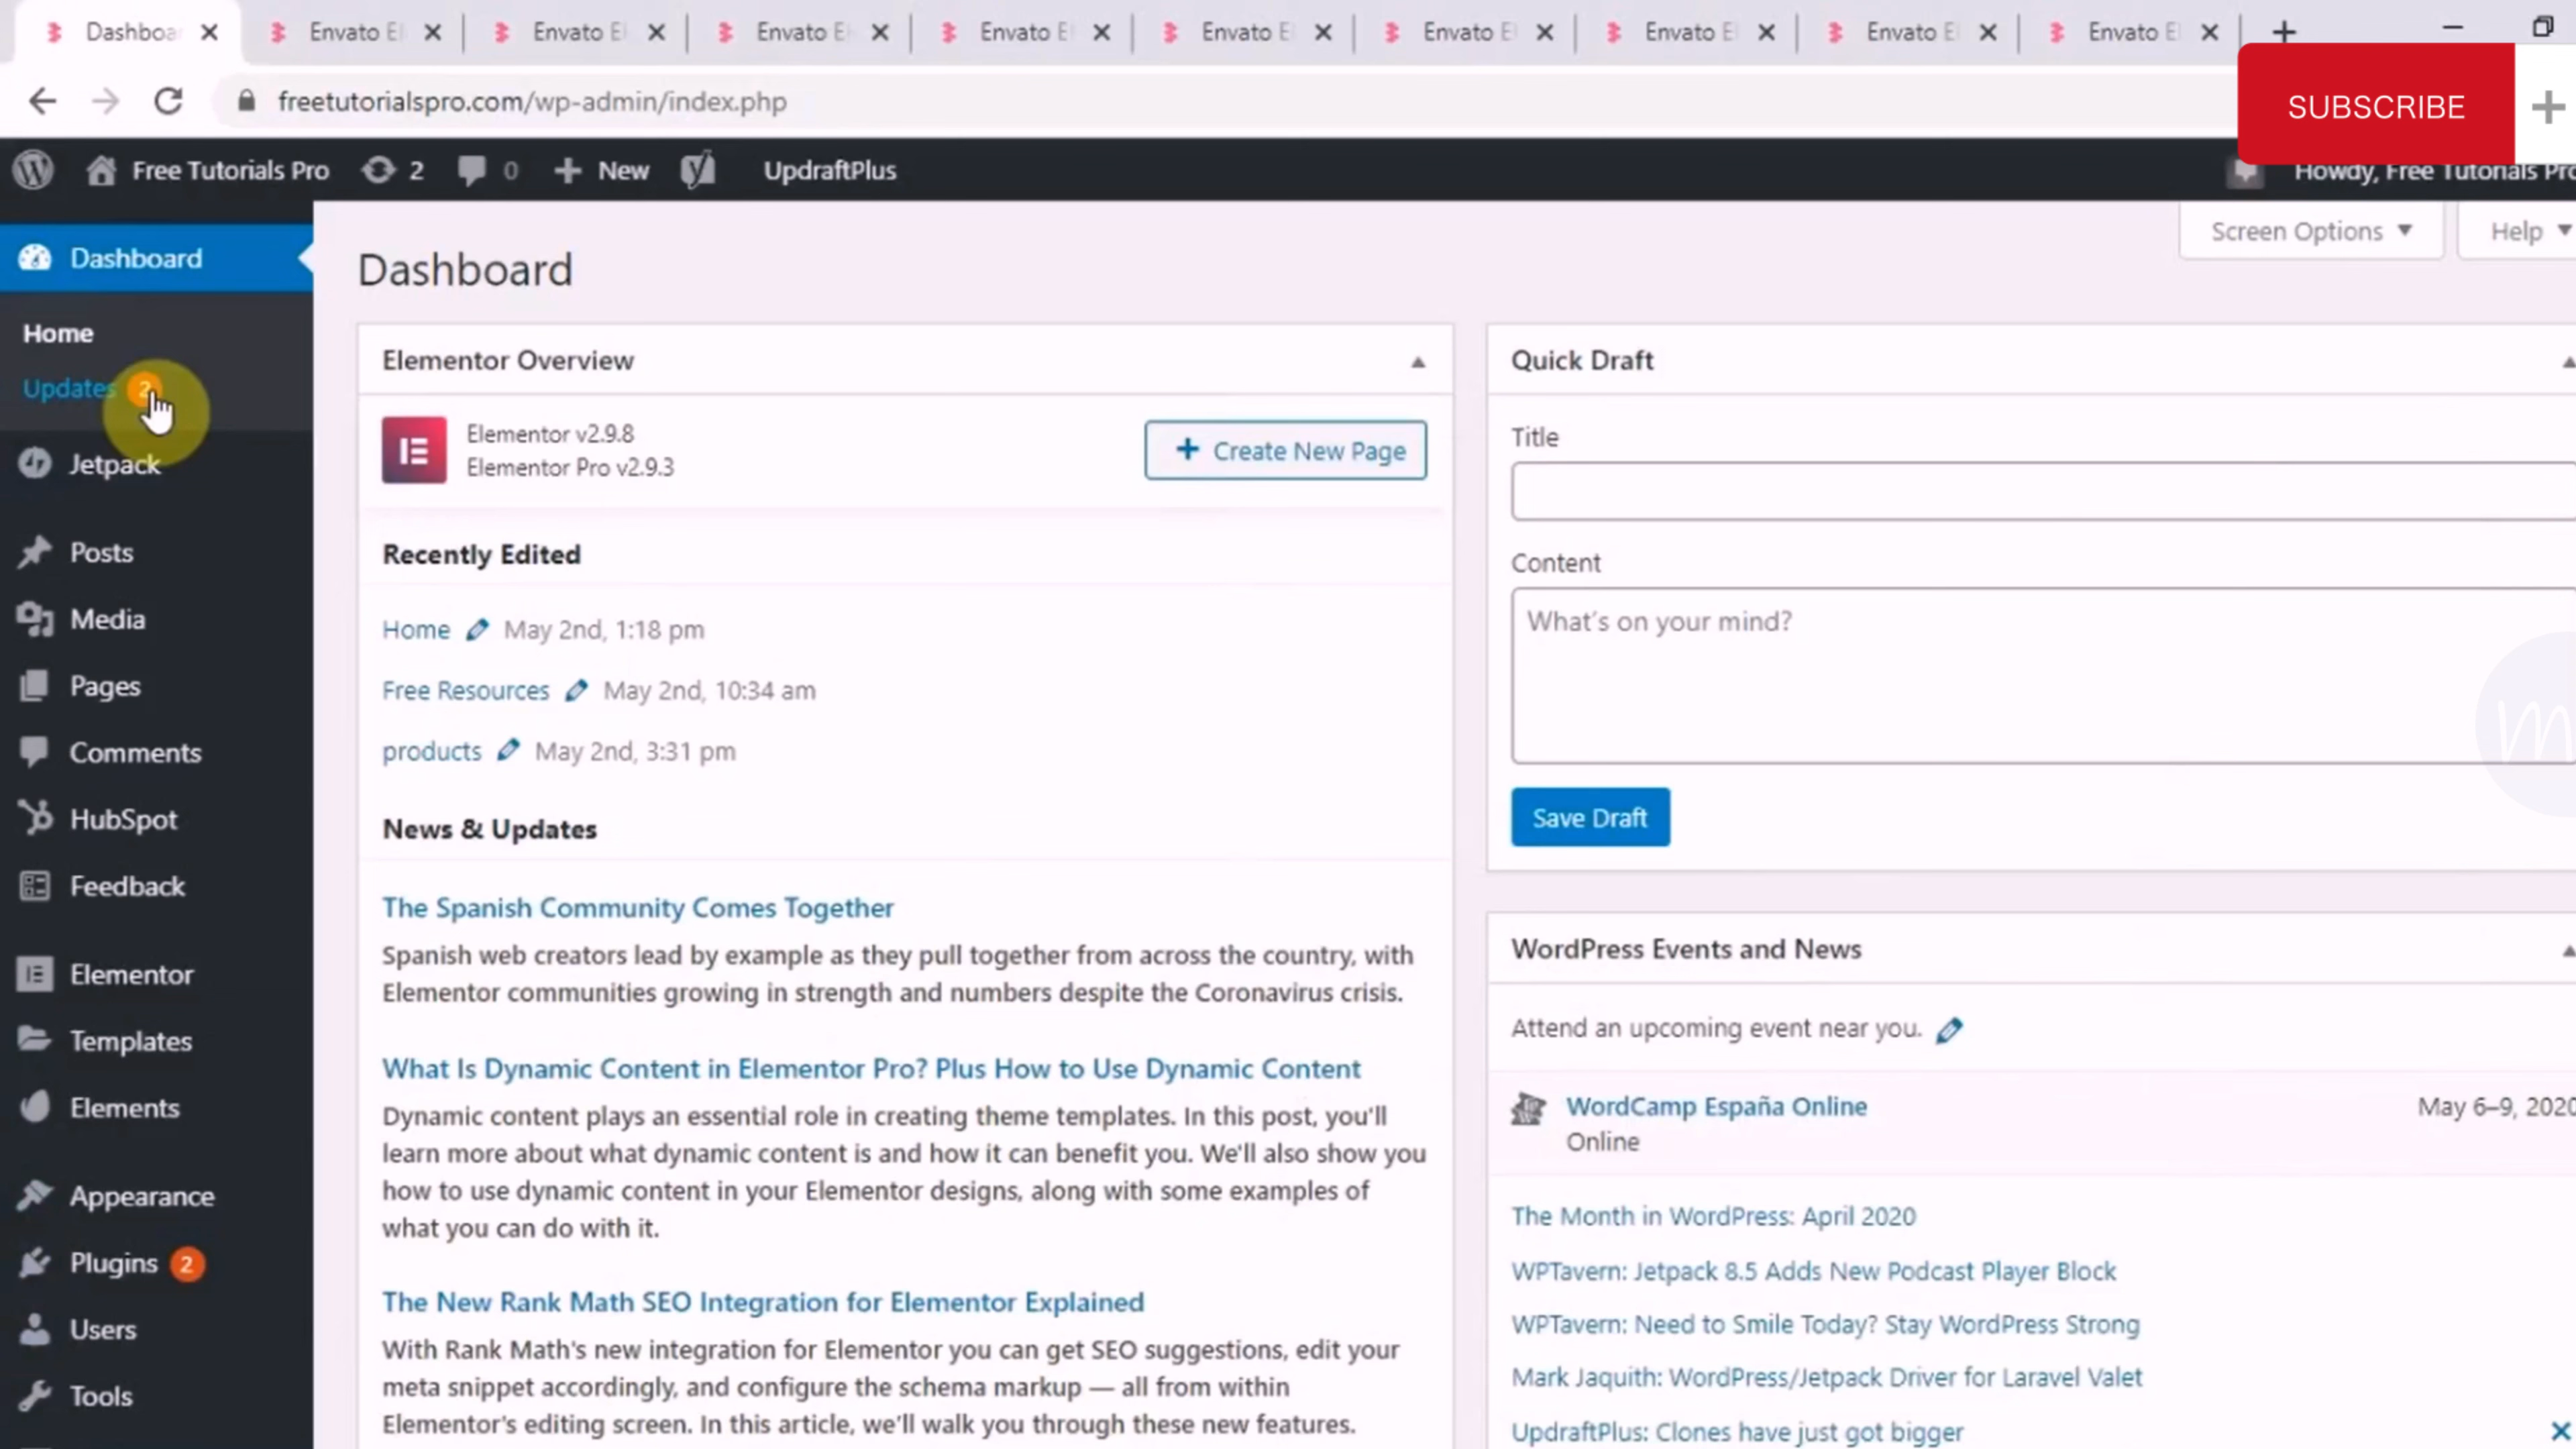 Dashboa Envato E Envato E Envato E Envato E Envato E Envato E Envato E Envato E Envato E
freetutorialspro.com/wp-admin/index.php
SUBSCRIBE
Free Tutorials Pro 2 0 New UpdraftPlus Howdy, Free Tutorials Pro
Screen Options Help
Dashboard
Home
Updates 2
Jetpack
Posts
Media
Pages
Comments
HubSpot
Feedback
Elementor
Templates
Elements
Appearance
Plugins 2
Users
Tools
Dashboard
Elementor Overview
Elementor v2.9.8
Elementor Pro v2.9.3
Create New Page
Recently Edited
Home May 2nd, 1:18 pm
Free Resources May 2nd, 10:34 am
products May 2nd, 3:31 pm
News & Updates
The Spanish Community Comes Together
Spanish web creators lead by example as they pull together from across the country, with
Elementor communities growing in strength and numbers despite the Coronavirus crisis.
What Is Dynamic Content in Elementor Pro? Plus How to Use Dynamic Content
Dynamic content plays an essential role in creating theme templates. In this post, you'll
learn more about what dynamic content is and how it can benefit you. We'll also show you
how to use dynamic content in your Elementor designs, along with some examples of
what you can do with it.
The New Rank Math SEO Integration for Elementor Explained
With Rank Math's new integration for Elementor you can get SEO suggestions, edit your
meta snippet accordingly, and configure the schema markup — all from within
Elementor's editing screen. In this article, we'll walk you through these new features.
Quick Draft
Title
Content
What's on your mind?
Save Draft
WordPress Events and News
Attend an upcoming event near you.
WordCamp España Online May 6–9, 2020
Online
The Month in WordPress: April 2020
WPTavern: Jetpack 8.5 Adds New Podcast Player Block
WPTavern: Need to Smile Today? Stay WordPress Strong
Mark Jaquith: WordPress/Jetpack Driver for Laravel Valet
UpdraftPlus: Clones have just got bigger